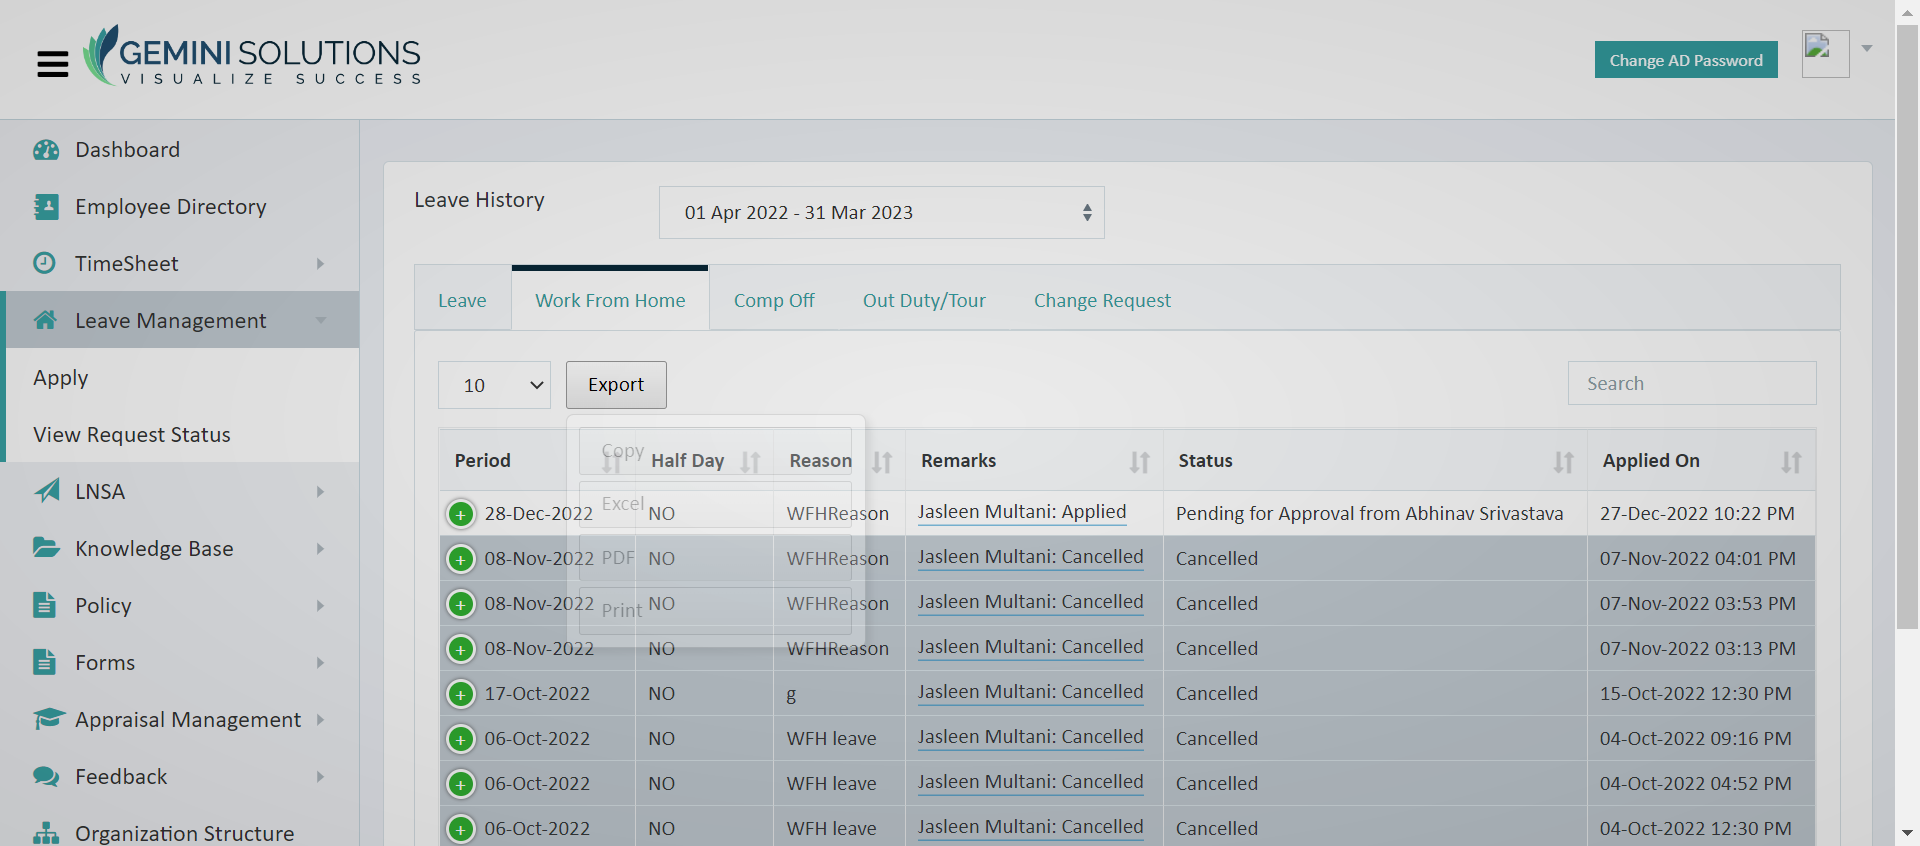 GEMINI SOLUTIONS
VISUALIZE SUCCESS
Change AD Password
Dashboard
Employee Directory
TimeSheet
Leave Management
Apply
View Request Status
LNSA
Knowledge Base
Policy
Forms
Appraisal Management
Feedback
Organization Structure
Leave History
01 Apr 2022 - 31 Mar 2023
Leave Work From Home Comp Off Out Duty/Tour Change Request
10 Export Search
Copy
Excel
PDF
Print
Period Half Day Reason Remarks Status Applied On
28-Dec-2022 NO WFHReason Jasleen Multani: Applied Pending for Approval from Abhinav Srivastava 27-Dec-2022 10:22 PM
08-Nov-2022 NO WFHReason Jasleen Multani: Cancelled Cancelled 07-Nov-2022 04:01 PM
08-Nov-2022 NO WFHReason Jasleen Multani: Cancelled Cancelled 07-Nov-2022 03:53 PM
08-Nov-2022 NO WFHReason Jasleen Multani: Cancelled Cancelled 07-Nov-2022 03:13 PM
17-Oct-2022 NO g Jasleen Multani: Cancelled Cancelled 15-Oct-2022 12:30 PM
06-Oct-2022 NO WFH leave Jasleen Multani: Cancelled Cancelled 04-Oct-2022 09:16 PM
06-Oct-2022 NO WFH leave Jasleen Multani: Cancelled Cancelled 04-Oct-2022 04:52 PM
06-Oct-2022 NO WFH leave Jasleen Multani: Cancelled Cancelled 04-Oct-2022 12:30 PM